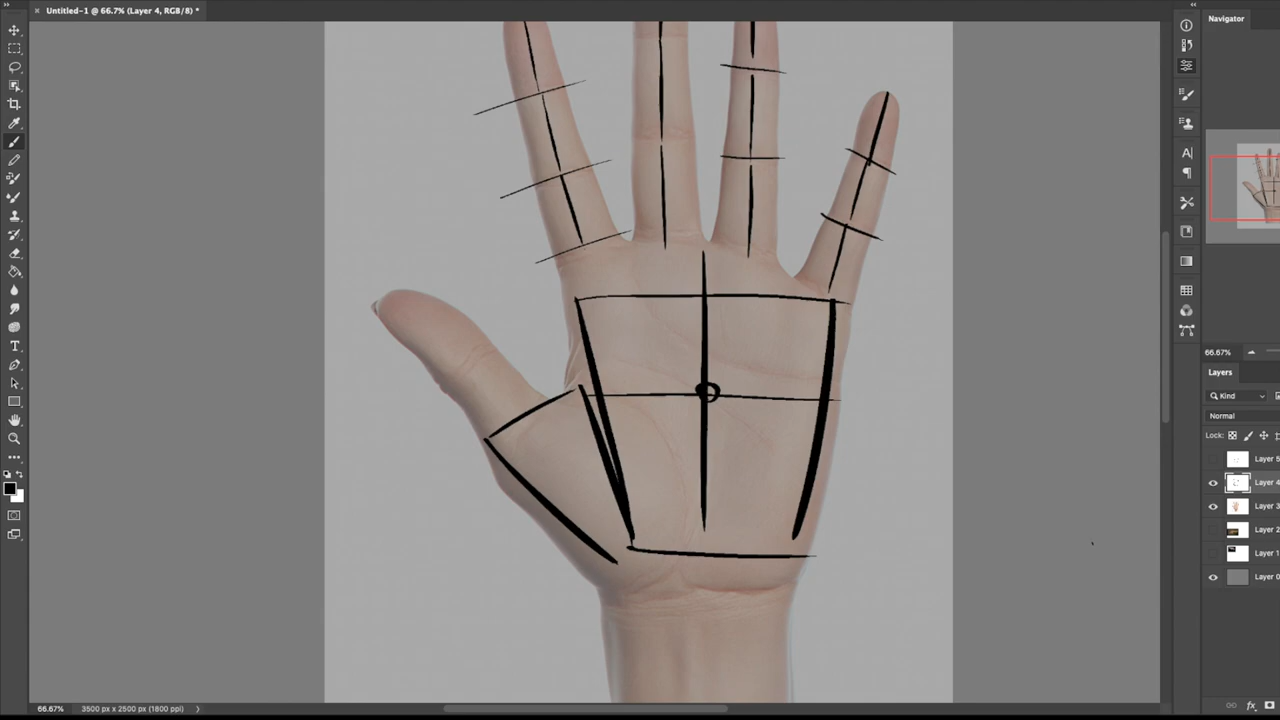 Untitled-1 @ 66.7% (Layer 4, RGB/8) *
Navigator
66.67%
Layers
Kind
Normal
Lock:
Layer 5
Layer 4
Layer 3
Layer 2
Layer 1
Layer 0
fx
66.67%
3500 px x 2500 px (1800 ppi)